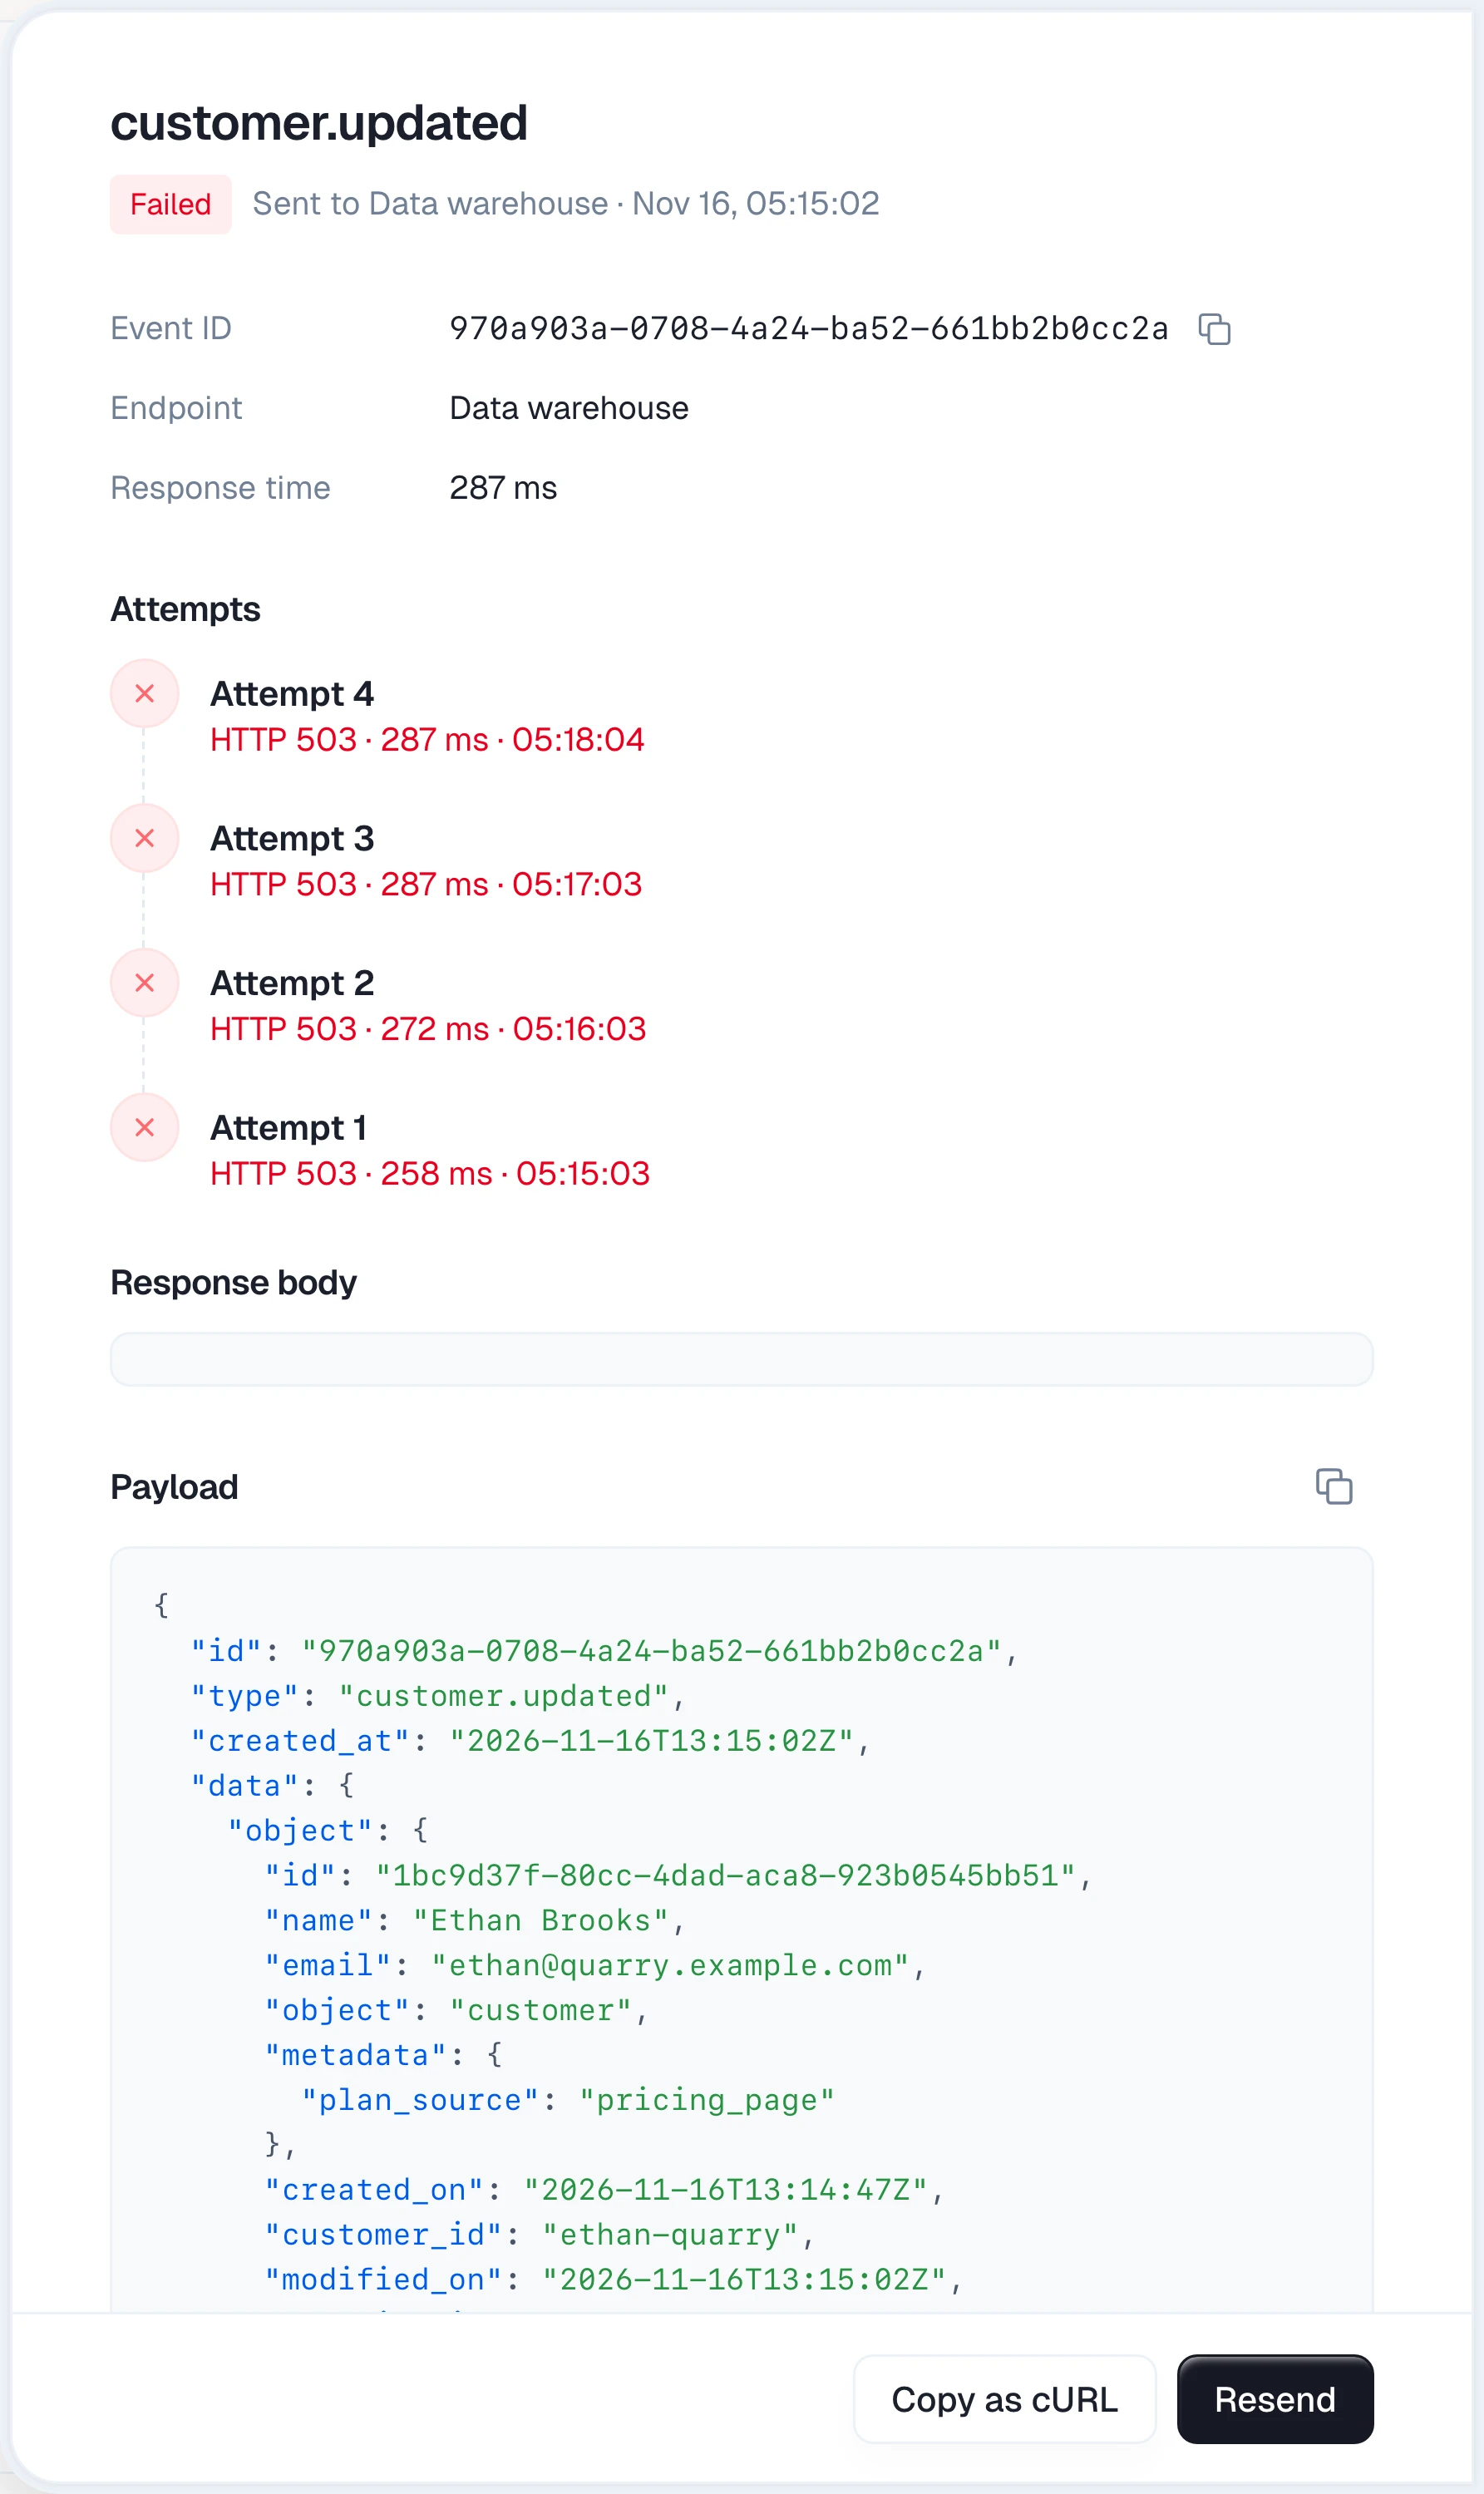 customer.updated
Failed Sent to Data warehouse · Nov 16, 05:15:02
Event ID 970a903a-0708-4a24-ba52-661bb2b0cc2a
Endpoint Data warehouse
Response time 287 ms
Attempts
Attempt 4
HTTP 503 · 287 ms · 05:18:04
Attempt 3
HTTP 503 · 287 ms · 05:17:03
Attempt 2
HTTP 503 · 272 ms · 05:16:03
Attempt 1
HTTP 503 · 258 ms · 05:15:03
Response body
Payload
{
  "id": "970a903a-0708-4a24-ba52-661bb2b0cc2a",
  "type": "customer.updated",
  "created_at": "2026-11-16T13:15:02Z",
  "data": {
    "object": {
      "id": "1bc9d37f-80cc-4dad-aca8-923b0545bb51",
      "name": "Ethan Brooks",
      "email": "ethan@quarry.example.com",
      "object": "customer",
      "metadata": {
        "plan_source": "pricing_page"
      },
      "created_on": "2026-11-16T13:14:47Z",
      "customer_id": "ethan-quarry",
      "modified_on": "2026-11-16T13:15:02Z",
Copy as cURL Resend